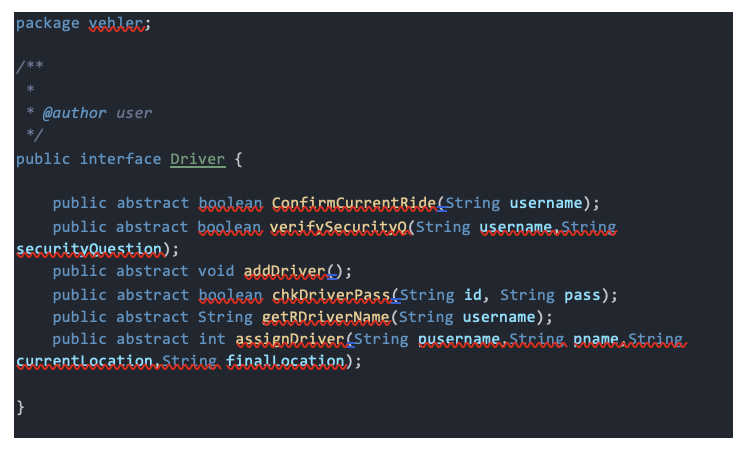 package vehler;
/**
*
* @author user
*/
public interface Driver {
public abstract boolean ConfirmCurrentRide(String username);
public abstract boolean verifySecurityQ(String username,String
securityQuestion);
public abstract void addDriver();
public abstract boolean chkDriverPass(String id, String pass);
public abstract String getRDriverName(String username);
public abstract int assignDriver(String pusername,String pname,String
currentLocation,String finalLocation);
}